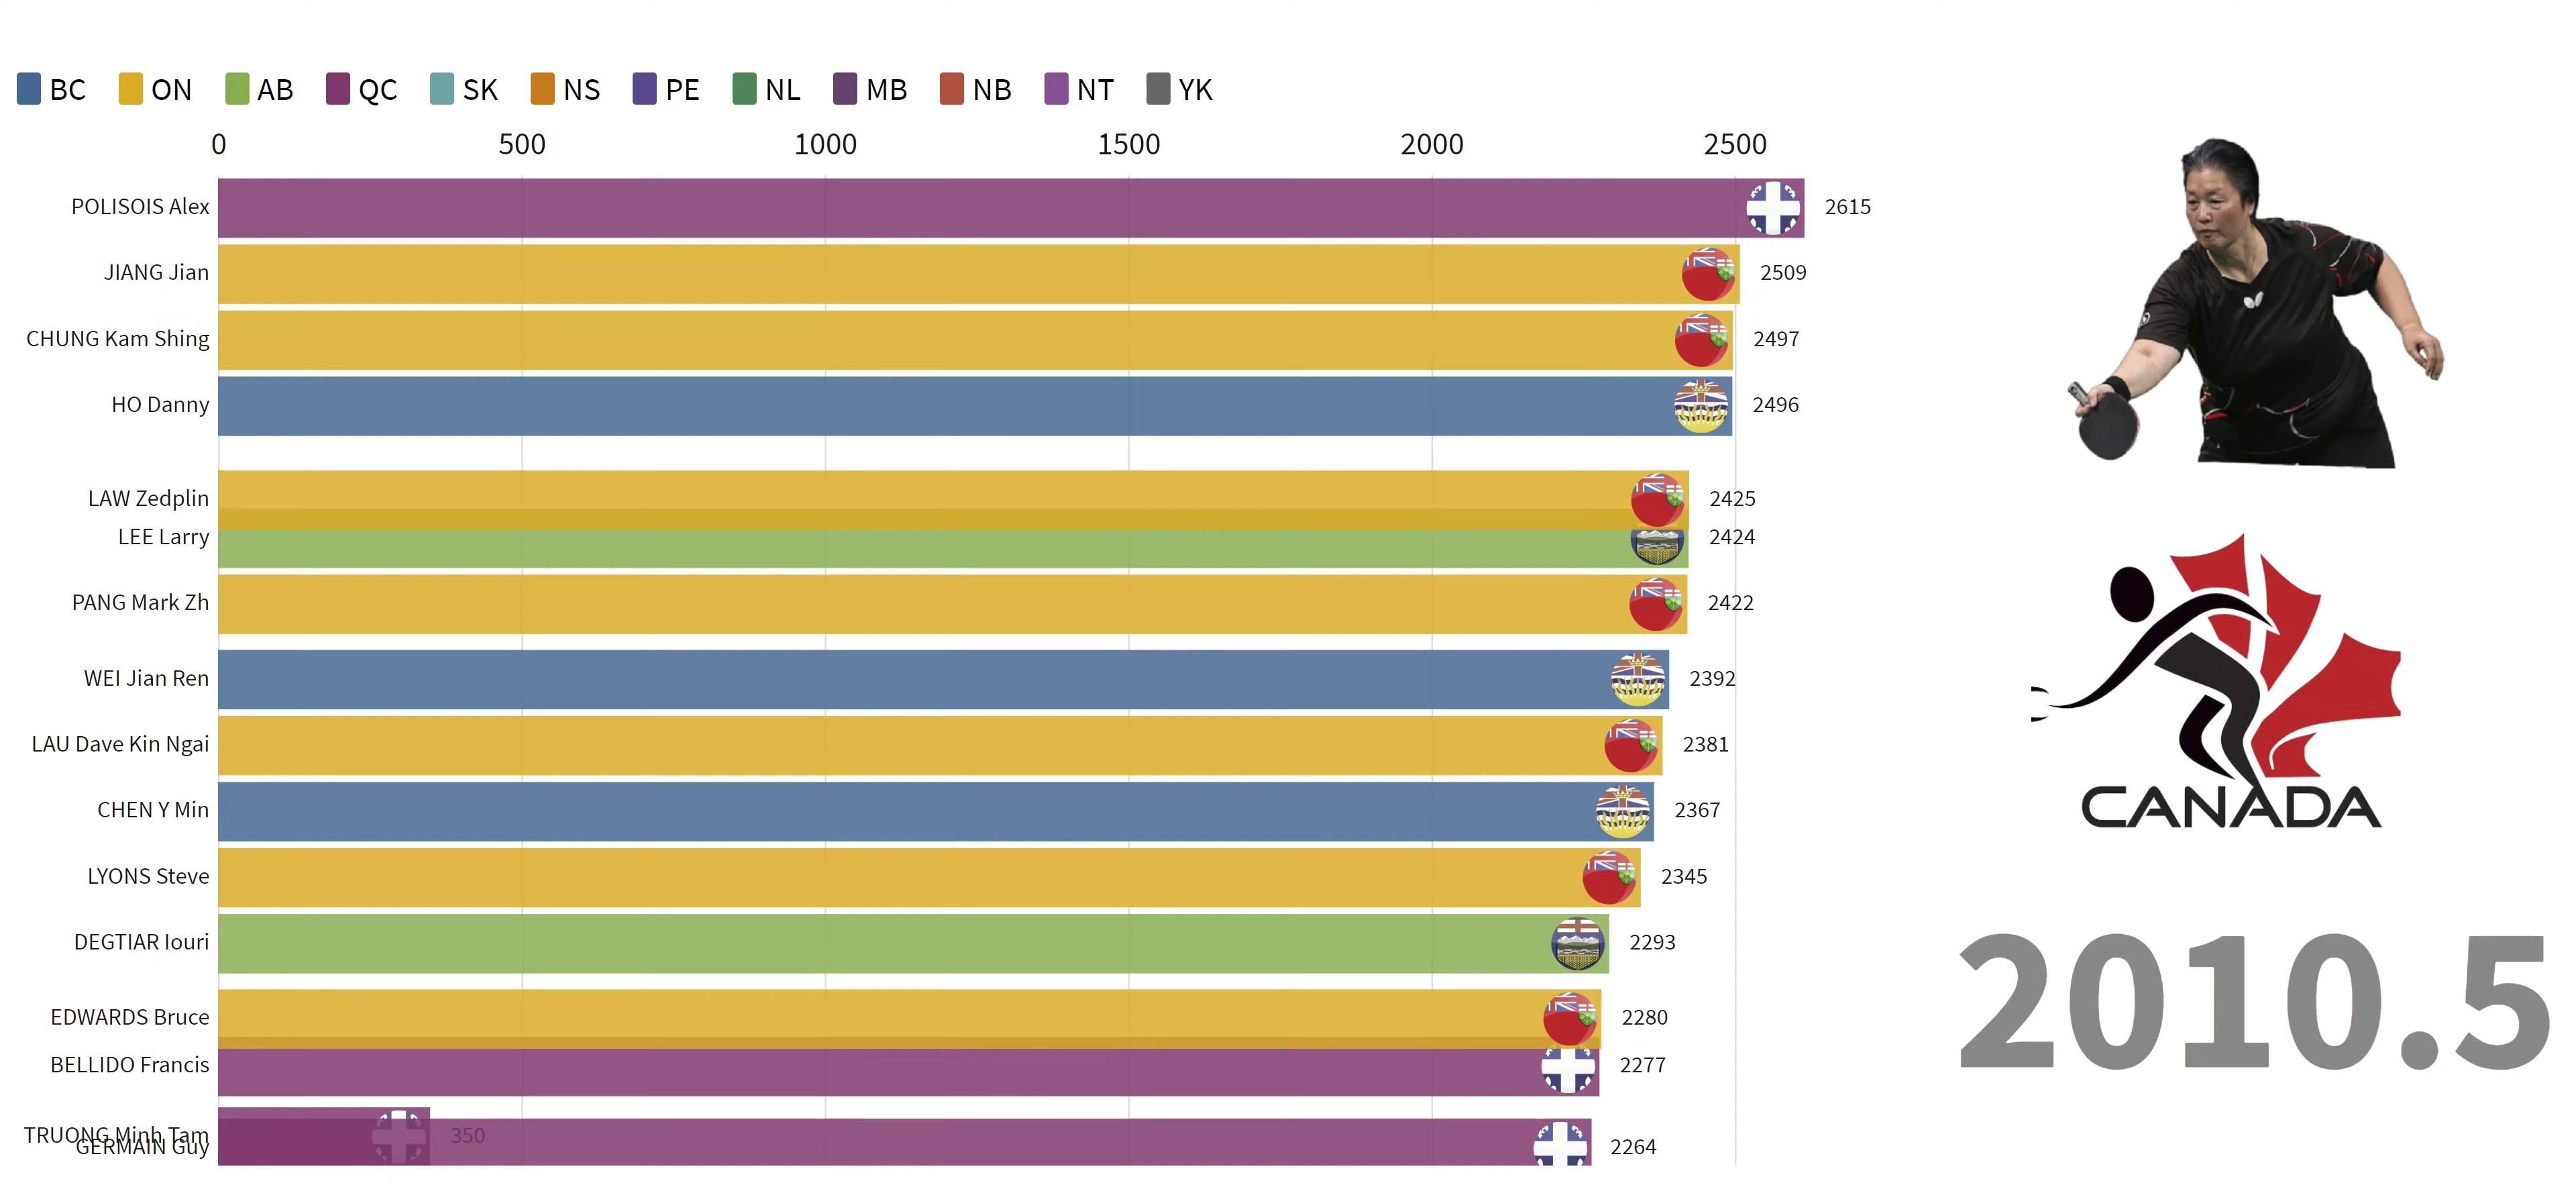 BC ON AB QC SK NS PE NL MB NB NT YK
0 500 1000 1500 2000 2500
POLISOIS Alex 2615
JIANG Jian 2509
CHUNG Kam Shing 2497
HO Danny 2496
LAW Zedplin 2425
LEE Larry 2424
PANG Mark Zh 2422
WEI Jian Ren 2392
LAU Dave Kin Ngai 2381
CHEN Y Min 2367
LYONS Steve 2345
DEGTIAR Iouri 2293
EDWARDS Bruce 2280
BELLIDO Francis 2277
TRUONG Minh Tam 350
GERMAIN Guy 2264
CANADA
2010.5